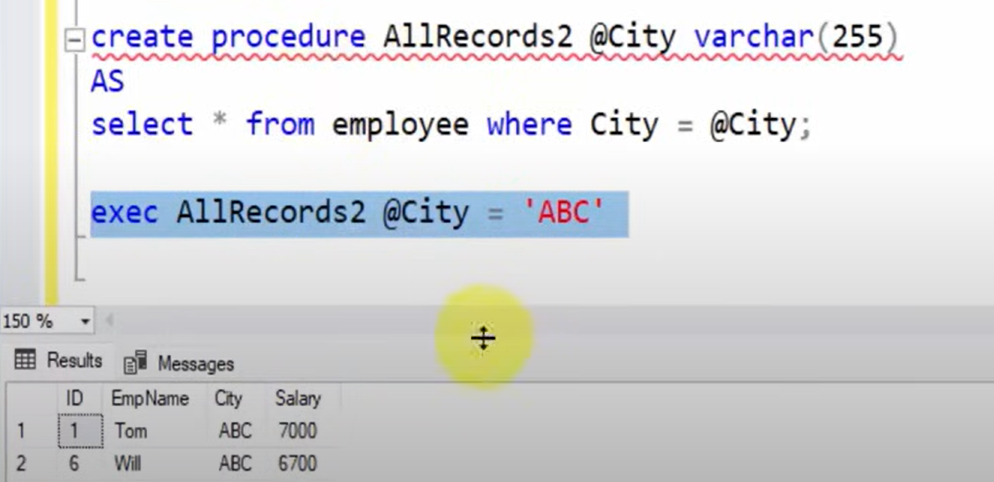 create procedure AllRecords2 @City varchar(255)
AS
select * from employee where City = @City;
exec AllRecords2 @City = 'ABC'
150 %
Results Messages
ID EmpName City Salary
1 1 Tom ABC 7000
2 6 Will ABC 6700